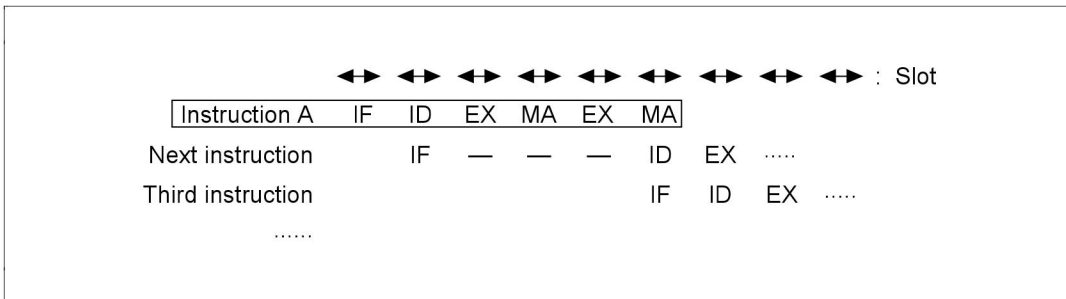 : Slot
Instruction A IF ID EX MA EX MA
Next instruction IF — — — ID EX .....
Third instruction IF ID EX .....
......